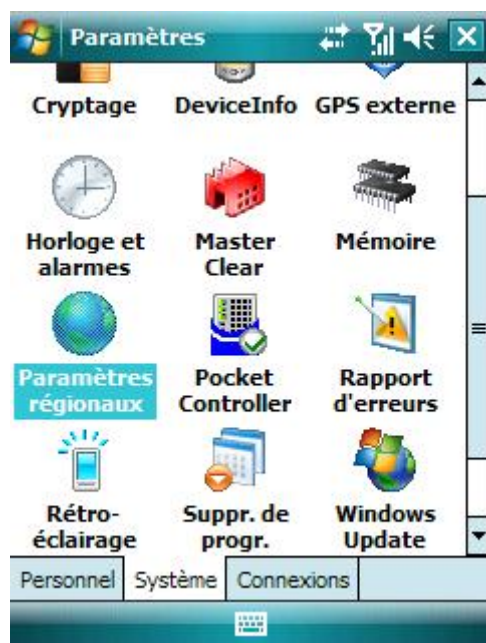 Paramètres
Cryptage DeviceInfo GPS externe
Horloge et Master Mémoire
alarmes Clear
Paramètres Pocket Rapport
régionaux Controller d'erreurs
Rétro- Suppr. de Windows
éclairage progr. Update
Personnel Système Connexions